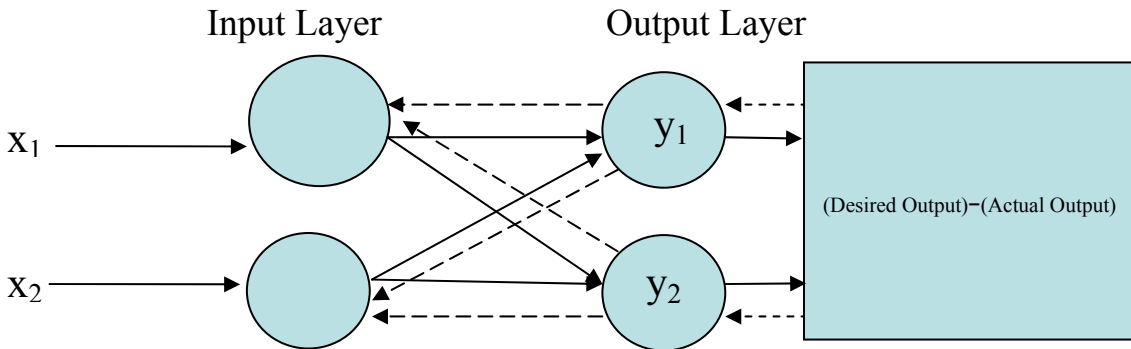 Input Layer
Output Layer
x₁
y₁
(Desired Output)−(Actual Output)
x₂
y₂